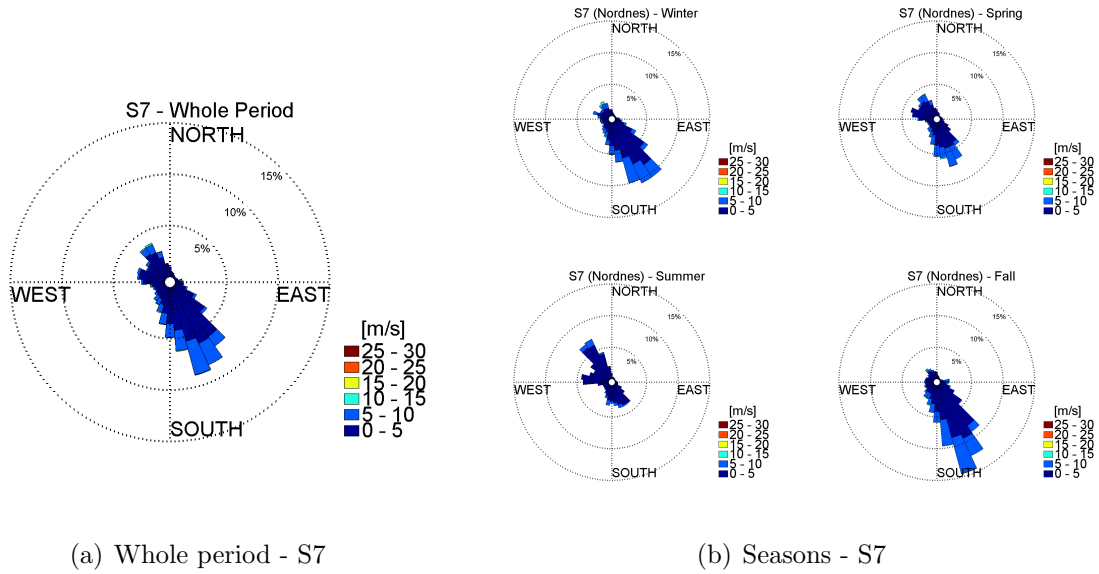 S7 - Whole Period
NORTH
15%
10%
5%
WEST
EAST
SOUTH
[m/s]
25 - 30
20 - 25
15 - 20
10 - 15
5 - 10
0 - 5
S7 (Nordnes) - Winter
NORTH
15%
10%
5%
WEST
EAST
SOUTH
[m/s]
25 - 30
20 - 25
15 - 20
10 - 15
5 - 10
0 - 5
S7 (Nordnes) - Spring
NORTH
15%
10%
5%
WEST
EAST
SOUTH
[m/s]
25 - 30
20 - 25
15 - 20
10 - 15
5 - 10
0 - 5
S7 (Nordnes) - Summer
NORTH
15%
10%
5%
WEST
EAST
SOUTH
[m/s]
25 - 30
20 - 25
15 - 20
10 - 15
5 - 10
0 - 5
S7 (Nordnes) - Fall
NORTH
15%
10%
5%
WEST
EAST
SOUTH
[m/s]
25 - 30
20 - 25
15 - 20
10 - 15
5 - 10
0 - 5
(a) Whole period - S7
(b) Seasons - S7